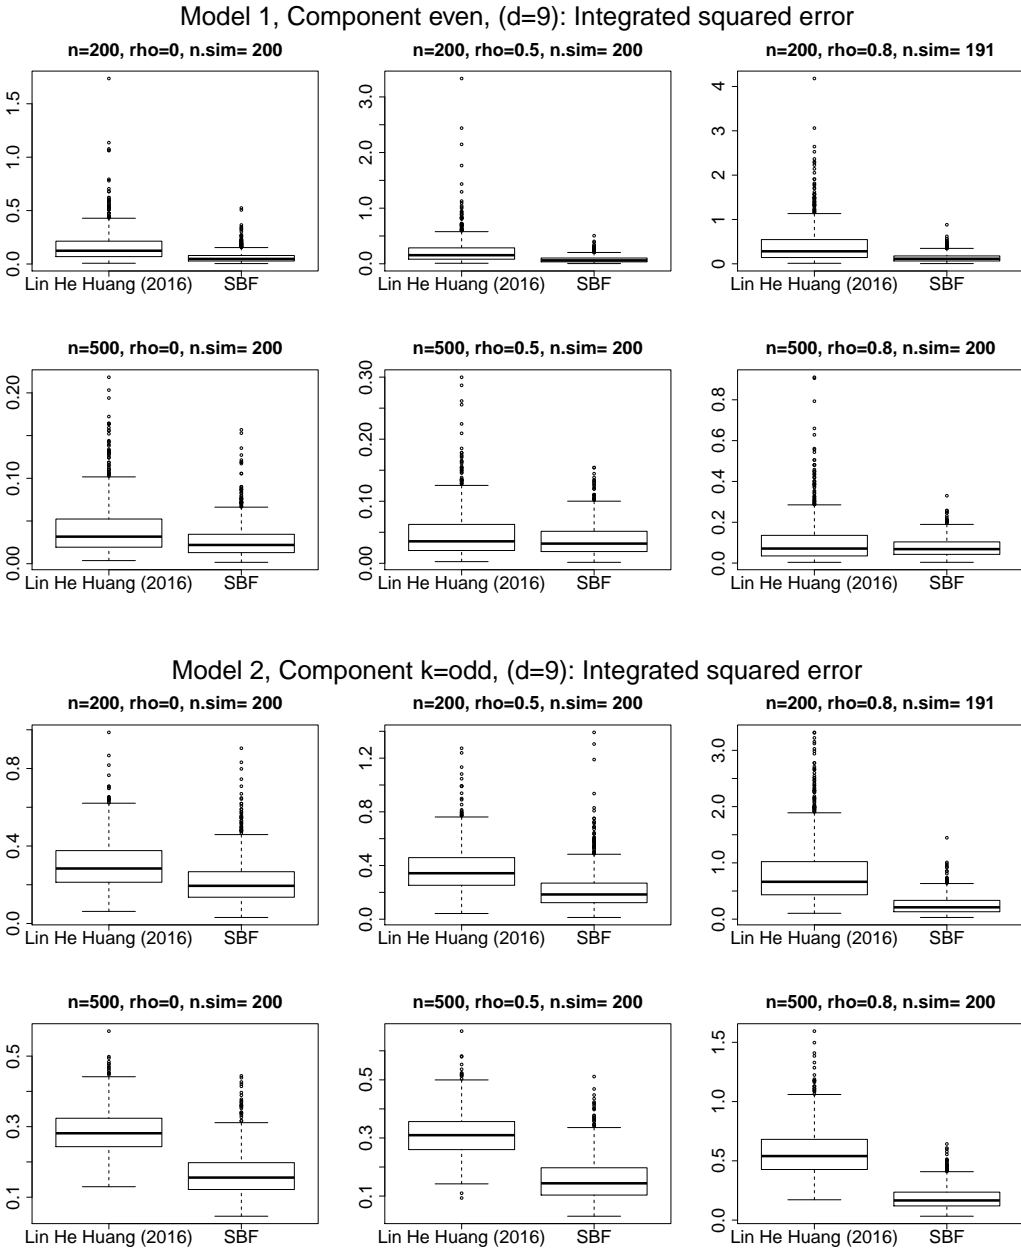 Model 1, Component even, (d=9): Integrated squared error
n=200, rho=0, n.sim= 200
n=200, rho=0.5, n.sim= 200
n=200, rho=0.8, n.sim= 191
0.0 0.5 1.0 1.5
0.0 1.0 2.0 3.0
0 1 2 3 4
Lin He Huang (2016) SBF
Lin He Huang (2016) SBF
Lin He Huang (2016) SBF
n=500, rho=0, n.sim= 200
n=500, rho=0.5, n.sim= 200
n=500, rho=0.8, n.sim= 200
0.00 0.10 0.20
0.00 0.10 0.20 0.30
0.0 0.2 0.4 0.6 0.8
Lin He Huang (2016) SBF
Lin He Huang (2016) SBF
Lin He Huang (2016) SBF
Model 2, Component k=odd, (d=9): Integrated squared error
n=200, rho=0, n.sim= 200
n=200, rho=0.5, n.sim= 200
n=200, rho=0.8, n.sim= 191
0.0 0.4 0.8
0.0 0.4 0.8 1.2
0.0 1.0 2.0 3.0
Lin He Huang (2016) SBF
Lin He Huang (2016) SBF
Lin He Huang (2016) SBF
n=500, rho=0, n.sim= 200
n=500, rho=0.5, n.sim= 200
n=500, rho=0.8, n.sim= 200
0.1 0.3 0.5
0.1 0.3 0.5
0.0 0.5 1.0 1.5
Lin He Huang (2016) SBF
Lin He Huang (2016) SBF
Lin He Huang (2016) SBF